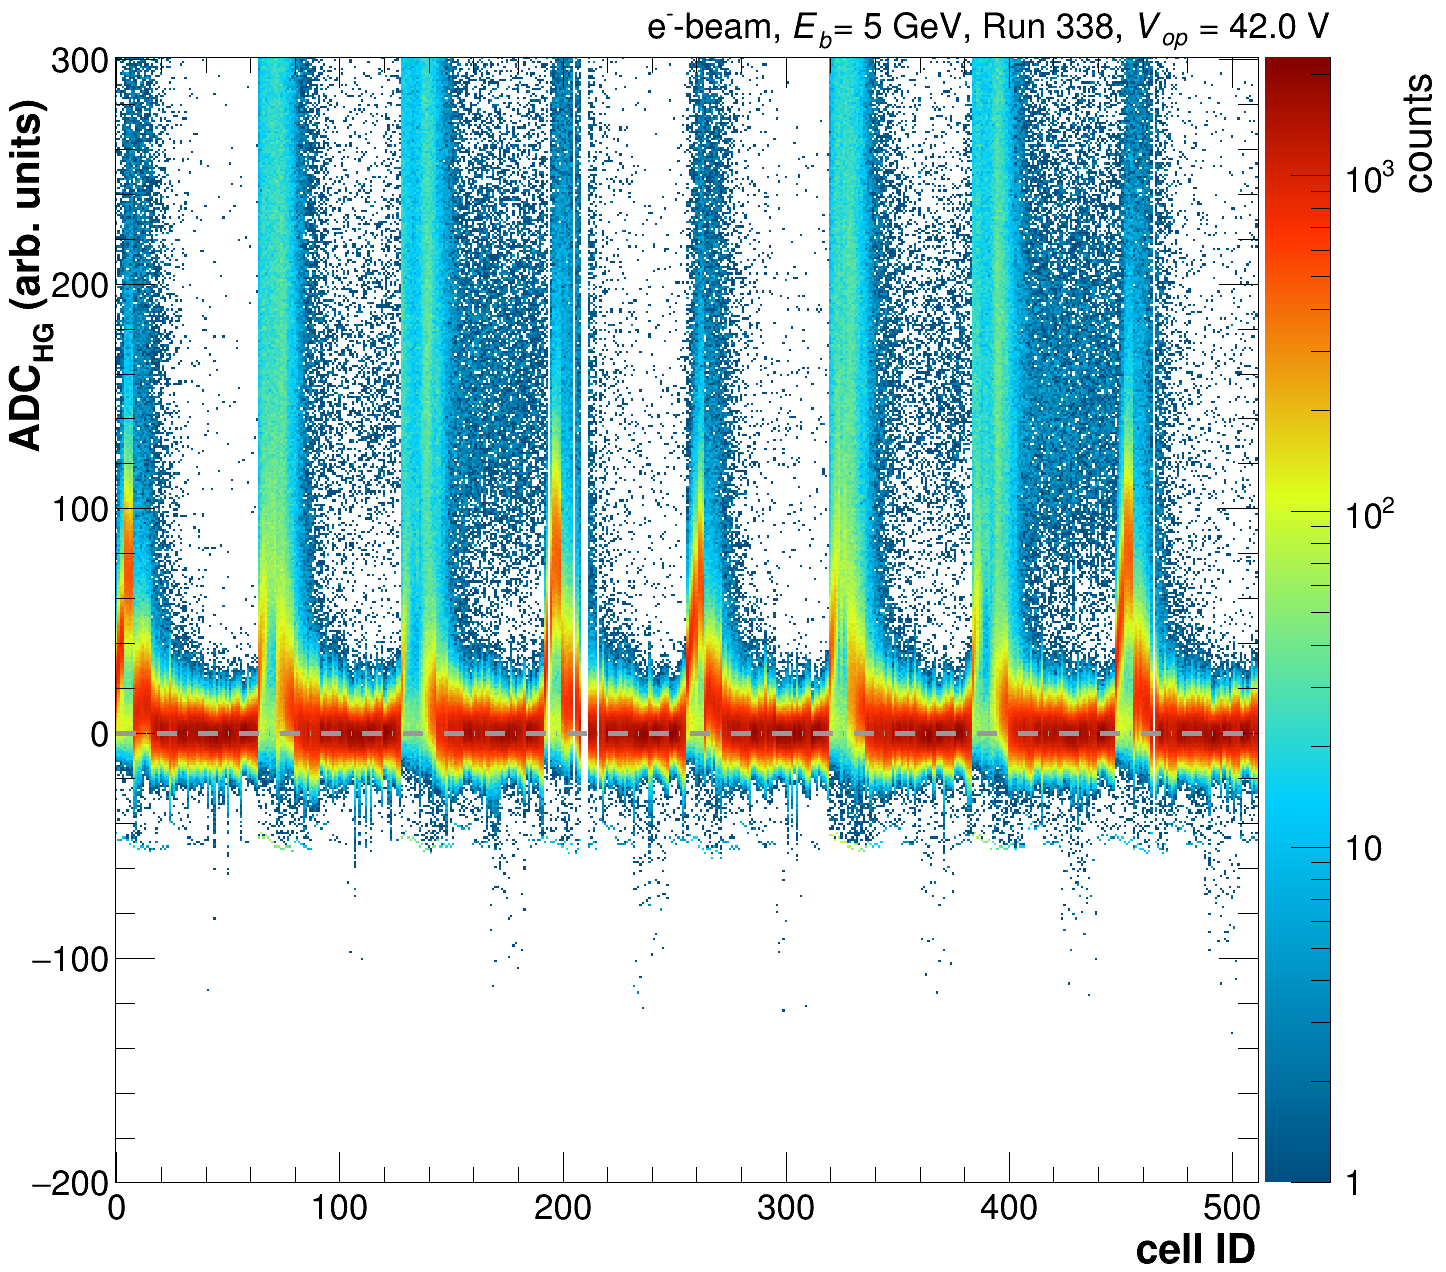 e⁻-beam, E_b= 5 GeV, Run 338, V_op = 42.0 V
ADC_HG (arb. units)
300
200
100
0
−100
−200
0 100 200 300 400 500
cell ID
counts
10³
10²
10
1